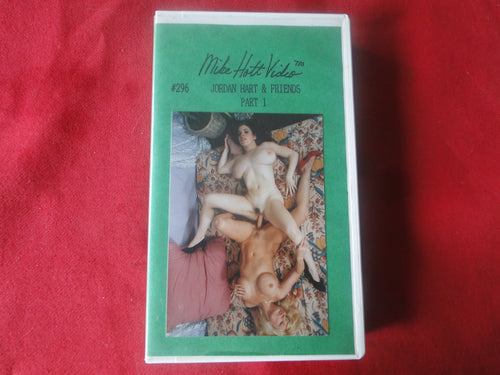 Mike Hott Video™
#296 JORDAN HART & FRIENDS
PART 1